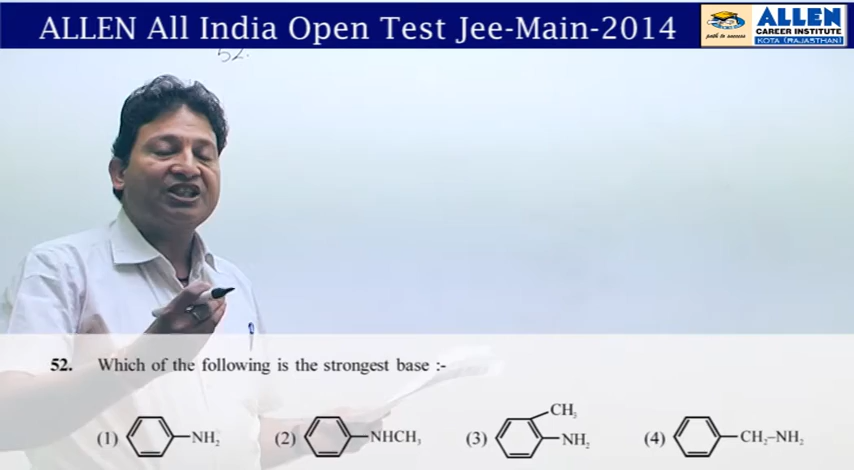 ALLEN All India Open Test Jee-Main-2014
path to success
ALLEN
CAREER INSTITUTE
KOTA (RAJASTHAN)
52.
52. Which of the following is the strongest base :-
(1) NH₂ (2) NHCH₃ (3) CH₃ NH₂ (4) CH₂–NH₂